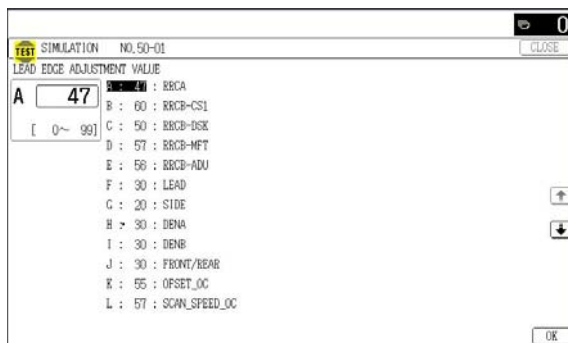 0
TEST SIMULATION NO.50-01 CLOSE
LEAD EDGE ADJUSTMENT VALUE
A 47
[ 0~ 99]
A : 47 : RRCA
B : 60 : RRCB-CS1
C : 50 : RRCB-DSK
D : 57 : RRCB-MFT
E : 56 : RRCB-ADU
F : 30 : LEAD
G : 20 : SIDE
H : 30 : DENA
I : 30 : DENB
J : 30 : FRONT/REAR
K : 55 : OFSET_OC
L : 57 : SCAN_SPEED_OC
OK